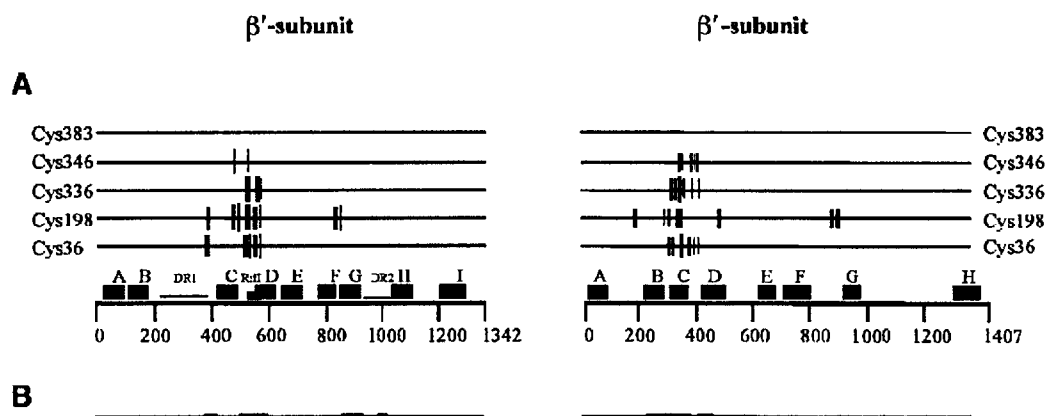 β′-subunit β′-subunit
A
Cys383 Cys383
Cys346 Cys346
Cys336 Cys336
Cys198 Cys198
Cys36 Cys36
A B DR1 C RifI D E F G DR2 H I A B C D E F G H
0 200 400 600 800 1000 1200 1342 0 200 400 600 800 1000 1200 1407
B